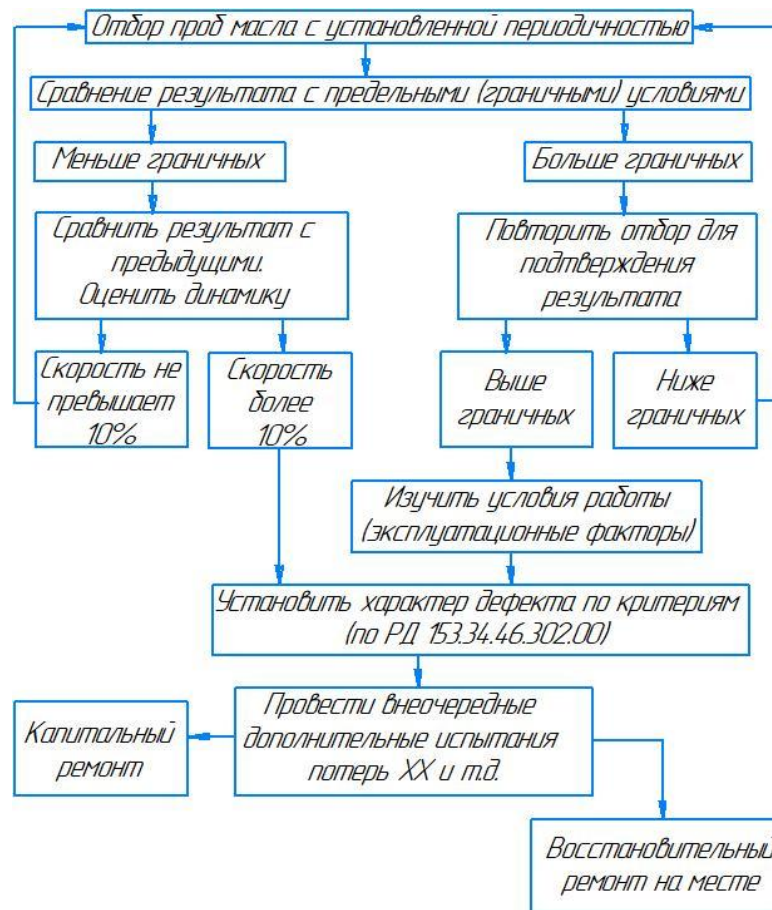 Отбор проб масла с установленной периодичностью
Сравнение результата с предельными (граничными) условиями
Меньше граничных
Больше граничных
Сравнить результат с
предыдущими.
Оценить динамику
Повторить отбор для
подтверждения
результата
Скорость не
превышает
10%
Скорость
более
10%
Выше
граничных
Ниже
граничных
Изучить условия работы
(эксплуатационные факторы)
Установить характер дефекта по критериям
(по РД 153.34.46.302.00)
Провести внеочередные
дополнительные испытания
потерь ХХ и т.д.
Капитальный
ремонт
Восстановительный
ремонт на месте